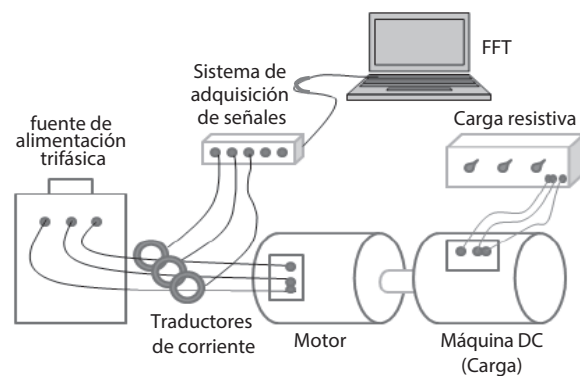 FFT
Sistema de
adquisición
de señales
Carga resistiva
fuente de
alimentación
trifásica
Traductores
de corriente
Motor
Máquina DC
(Carga)